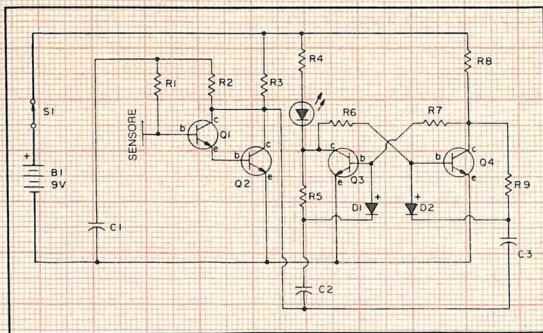 R4
R8
R1
R2
R3
S1
SENSORE
c
b
Q1
e
R6
R7
c
b
Q2
e
c
b
Q3
e
c
b
Q4
e
+
B1
9V
R5
D1
+
D2
+
R9
C1
C2
C3